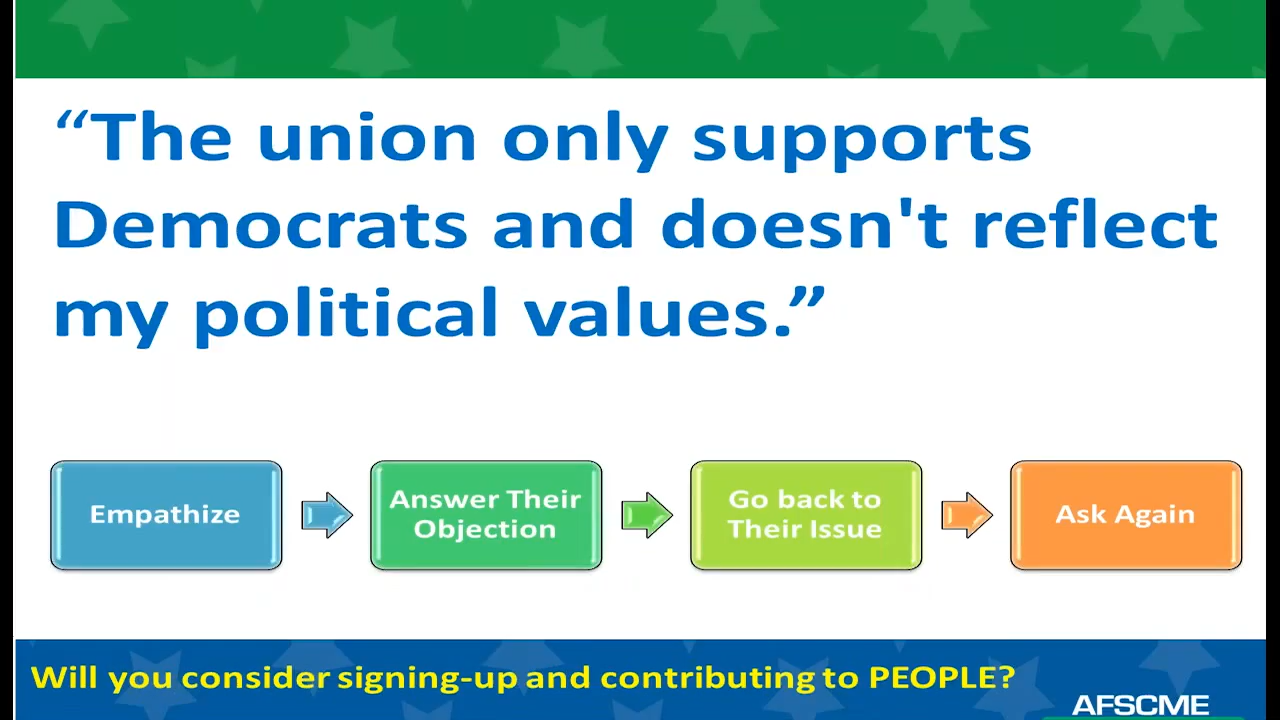 “The union only supports
Democrats and doesn't reflect
my political values.”
Empathize
Answer Their
Objection
Go back to
Their Issue
Ask Again
Will you consider signing-up and contributing to PEOPLE?
AFSCME